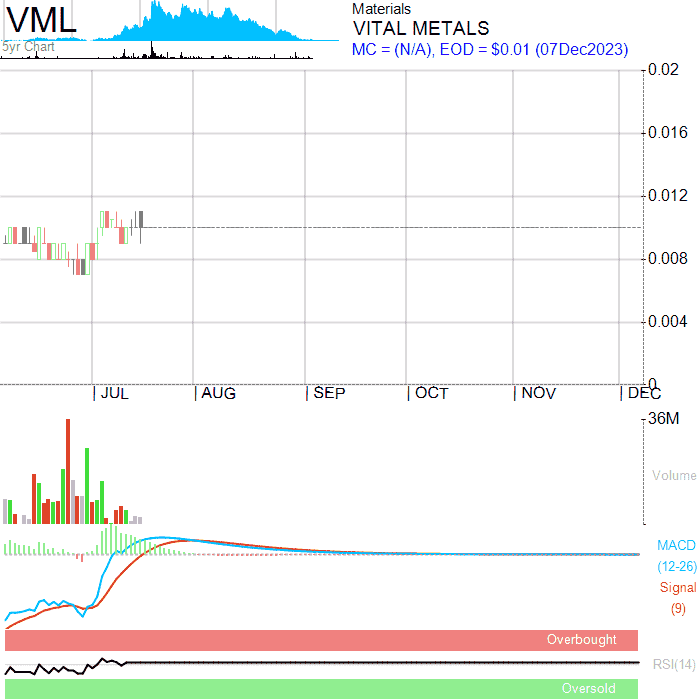 VML
5yr Chart
Materials
VITAL METALS
MC = (N/A), EOD = $0.01 (07Dec2023)
0.02
0.016
0.012
0.008
0.004
0
JUL
AUG
SEP
OCT
NOV
DEC
36M
Volume
MACD
(12-26)
Signal
(9)
Overbought
RSI(14)
Oversold